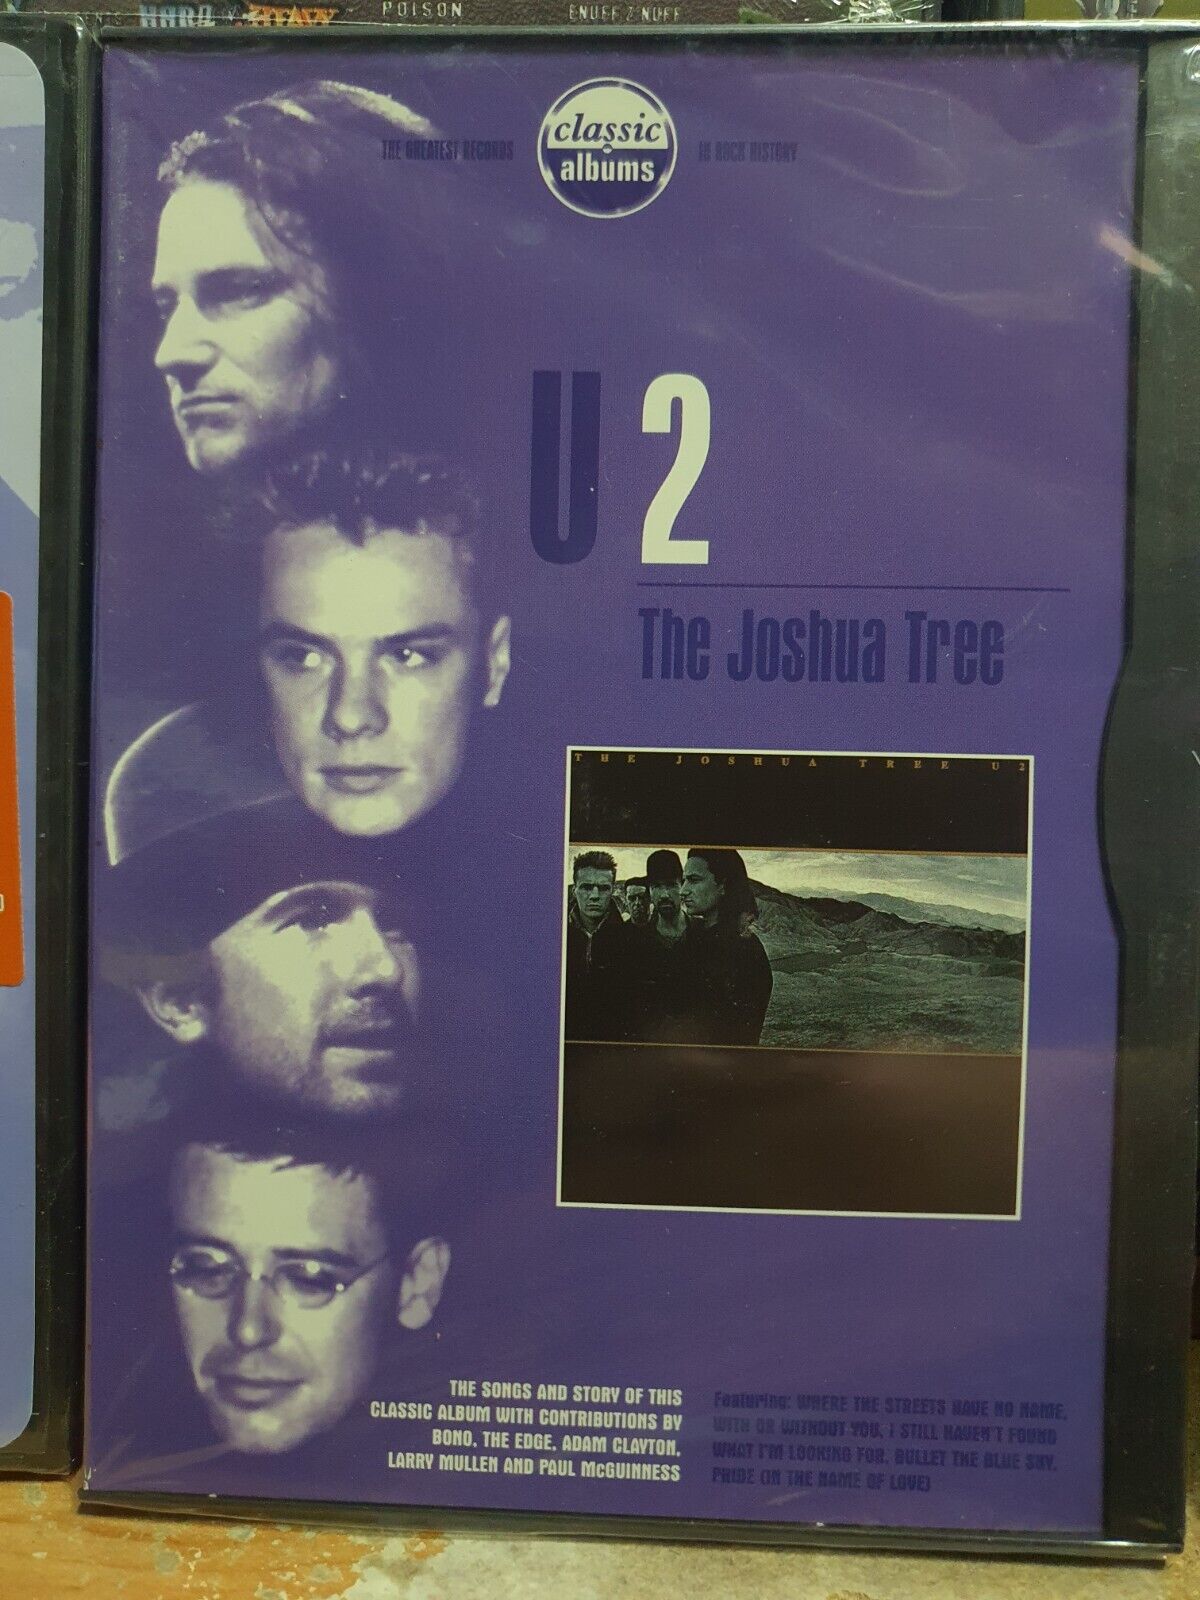 HARD HEAVY
POISON
ENUFF Z NUFF
THE GREATEST RECORDS
classic
albums
IN ROCK HISTORY
U2
The Joshua Tree
THE JOSHUA TREE U2
THE SONGS AND STORY OF THIS
CLASSIC ALBUM WITH CONTRIBUTIONS BY
BONO, THE EDGE, ADAM CLAYTON,
LARRY MULLEN AND PAUL McGUINNESS
Featuring: WHERE THE STREETS HAVE NO NAME,
WITH OR WITHOUT YOU, I STILL HAVEN'T FOUND
WHAT I'M LOOKING FOR, BULLET THE BLUE SKY,
PRIDE (IN THE NAME OF LOVE)